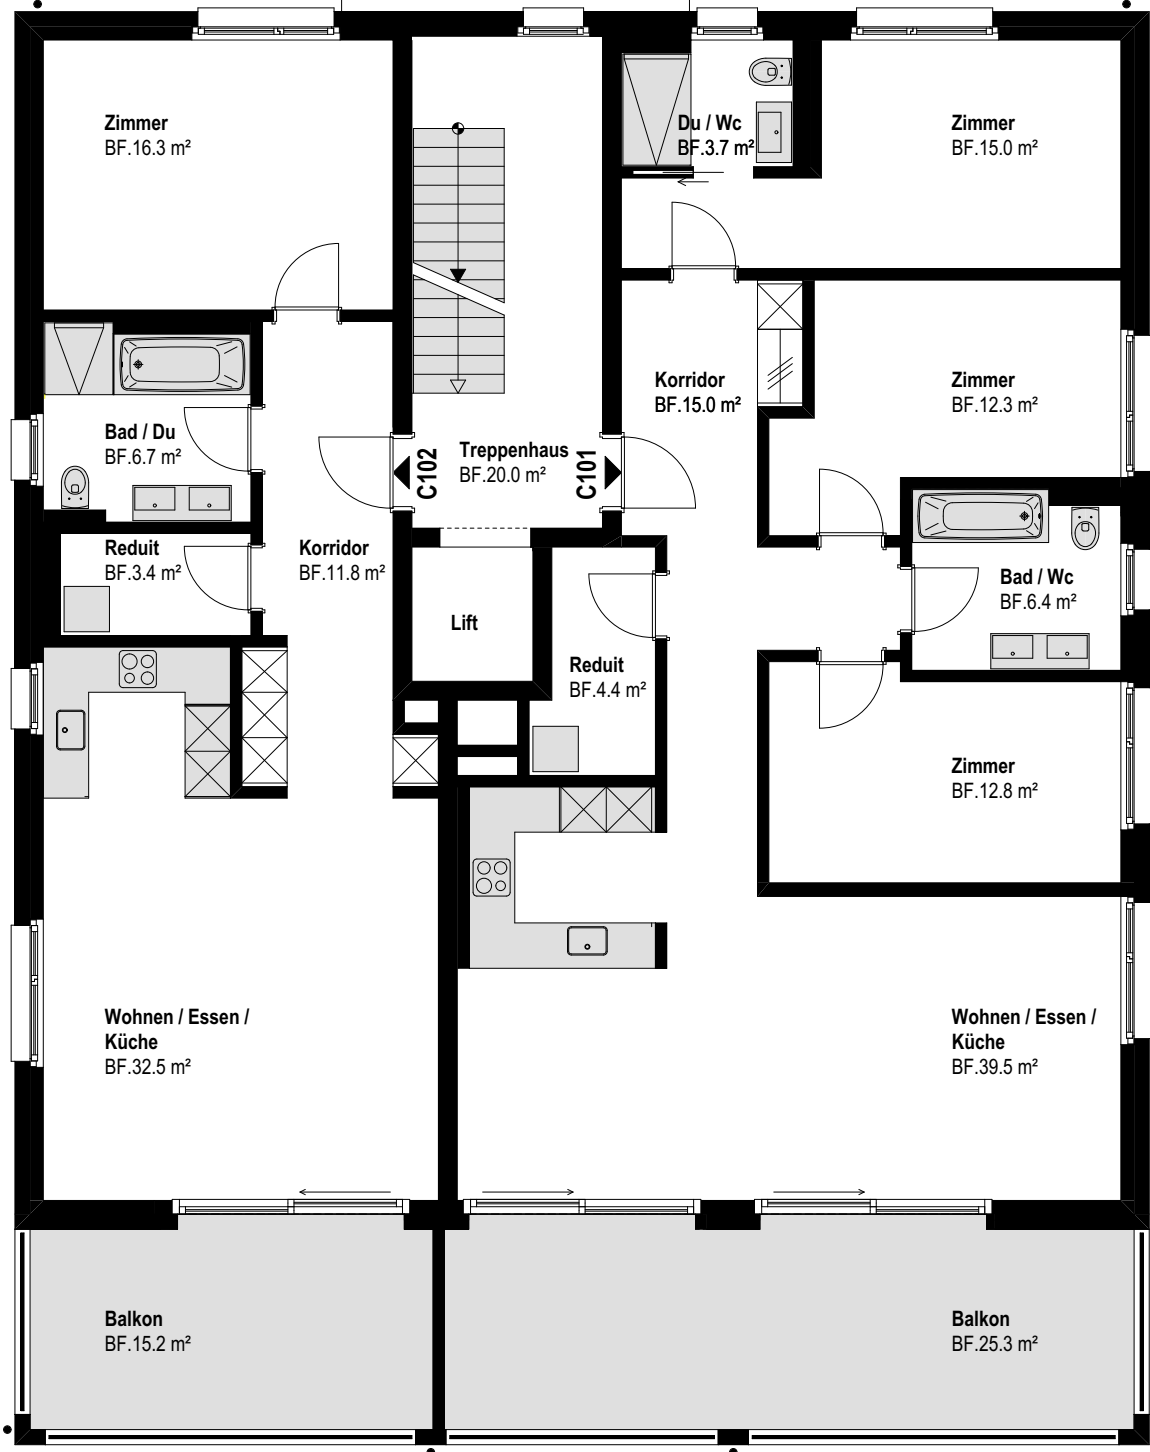 Zimmer
BF.16.3 m²
Du / Wc
BF.3.7 m²
Zimmer
BF.15.0 m²
Korridor
BF.15.0 m²
Zimmer
BF.12.3 m²
Bad / Du
BF.6.7 m²
C102
Treppenhaus
BF.20.0 m²
C101
Reduit
BF.3.4 m²
Korridor
BF.11.8 m²
Bad / Wc
BF.6.4 m²
Lift
Reduit
BF.4.4 m²
Zimmer
BF.12.8 m²
Wohnen / Essen /
Küche
BF.32.5 m²
Wohnen / Essen /
Küche
BF.39.5 m²
Balkon
BF.15.2 m²
Balkon
BF.25.3 m²